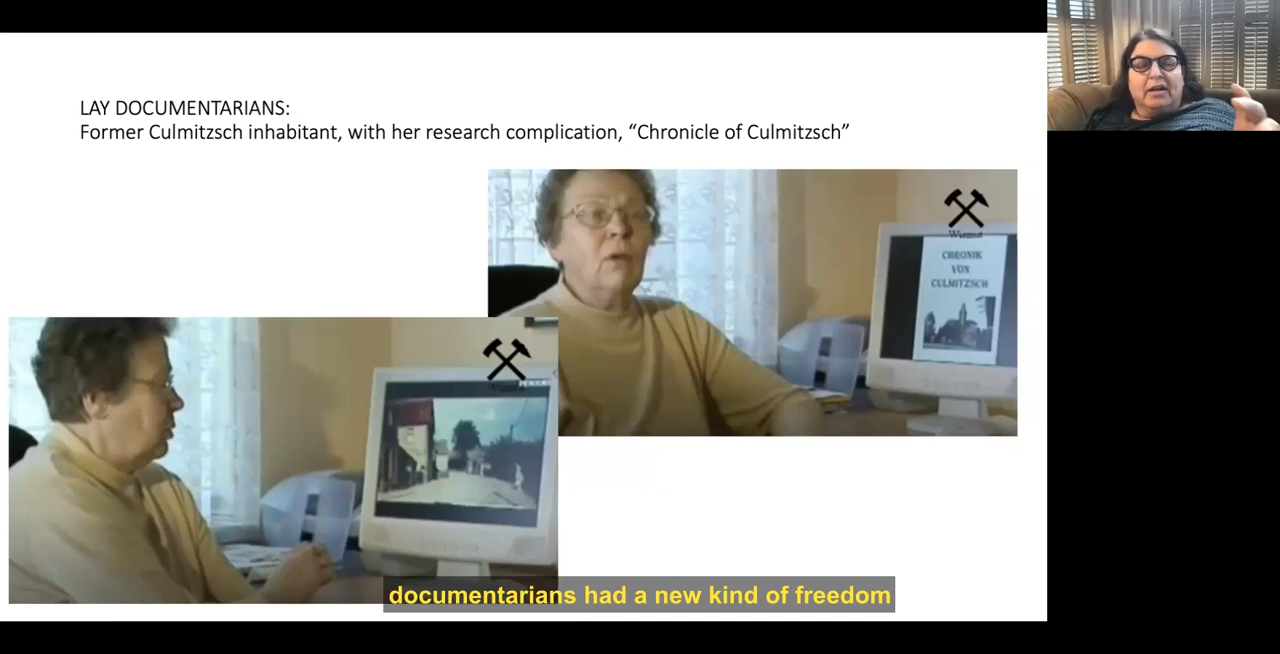 LAY DOCUMENTARIANS:
Former Culmitzsch inhabitant, with her research complication, “Chronicle of Culmitzsch”
Wismut
CHRONIK
VON
CULMITZSCH
documentarians had a new kind of freedom